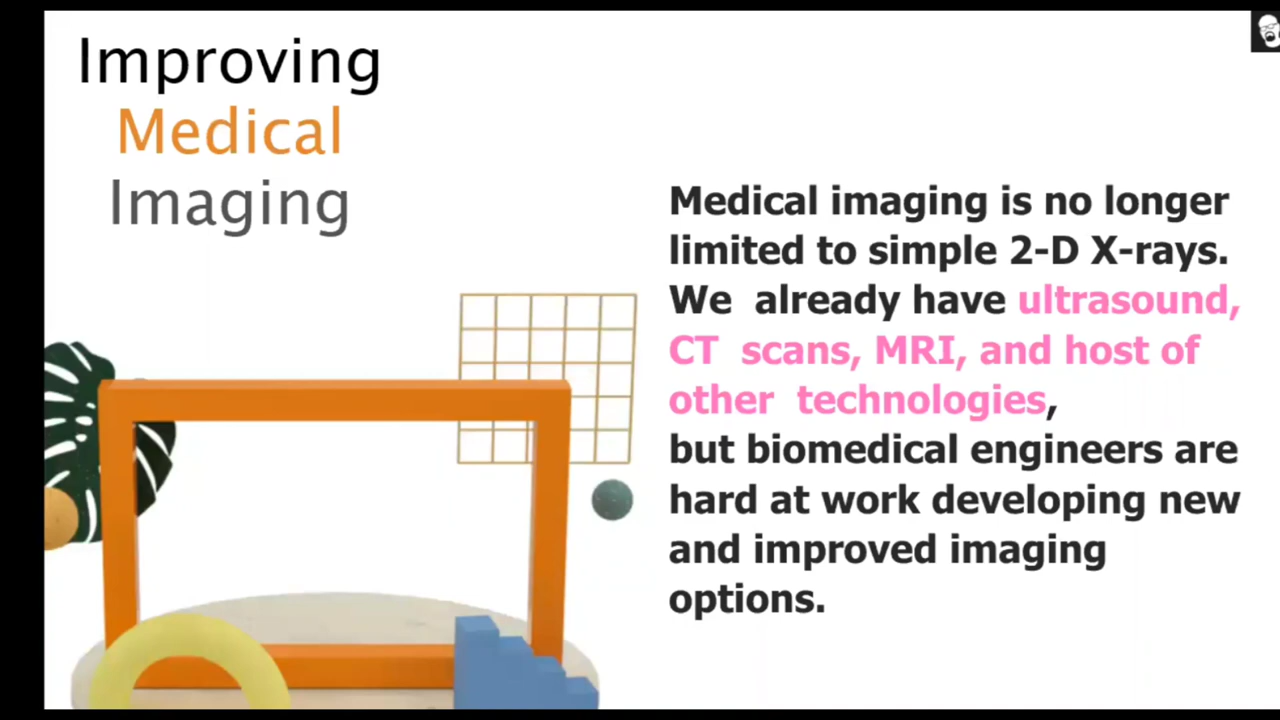 Improving
Medical
Imaging
Medical imaging is no longer
limited to simple 2-D X-rays.
We already have ultrasound,
CT scans, MRI, and host of
other technologies,
but biomedical engineers are
hard at work developing new
and improved imaging
options.